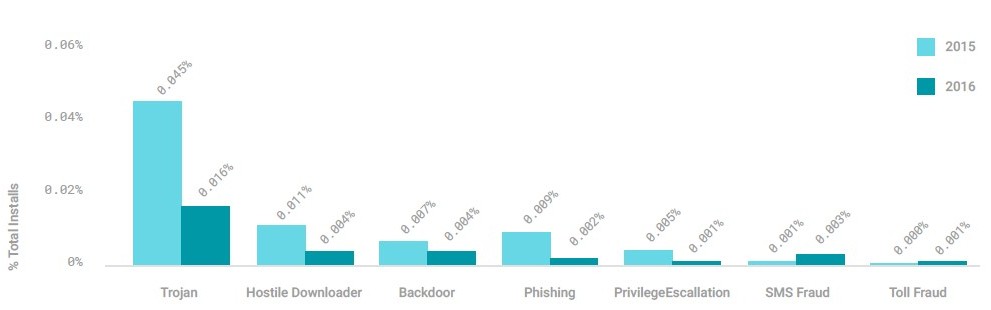 0.06%
0.04%
0.02%
0%
% Total Installs
2015
2016
0.045%
0.016%
0.011%
0.004%
0.007%
0.004%
0.009%
0.002%
0.005%
0.001%
0.001%
0.003%
0.000%
0.001%
Trojan
Hostile Downloader
Backdoor
Phishing
PrivilegeEscallation
SMS Fraud
Toll Fraud